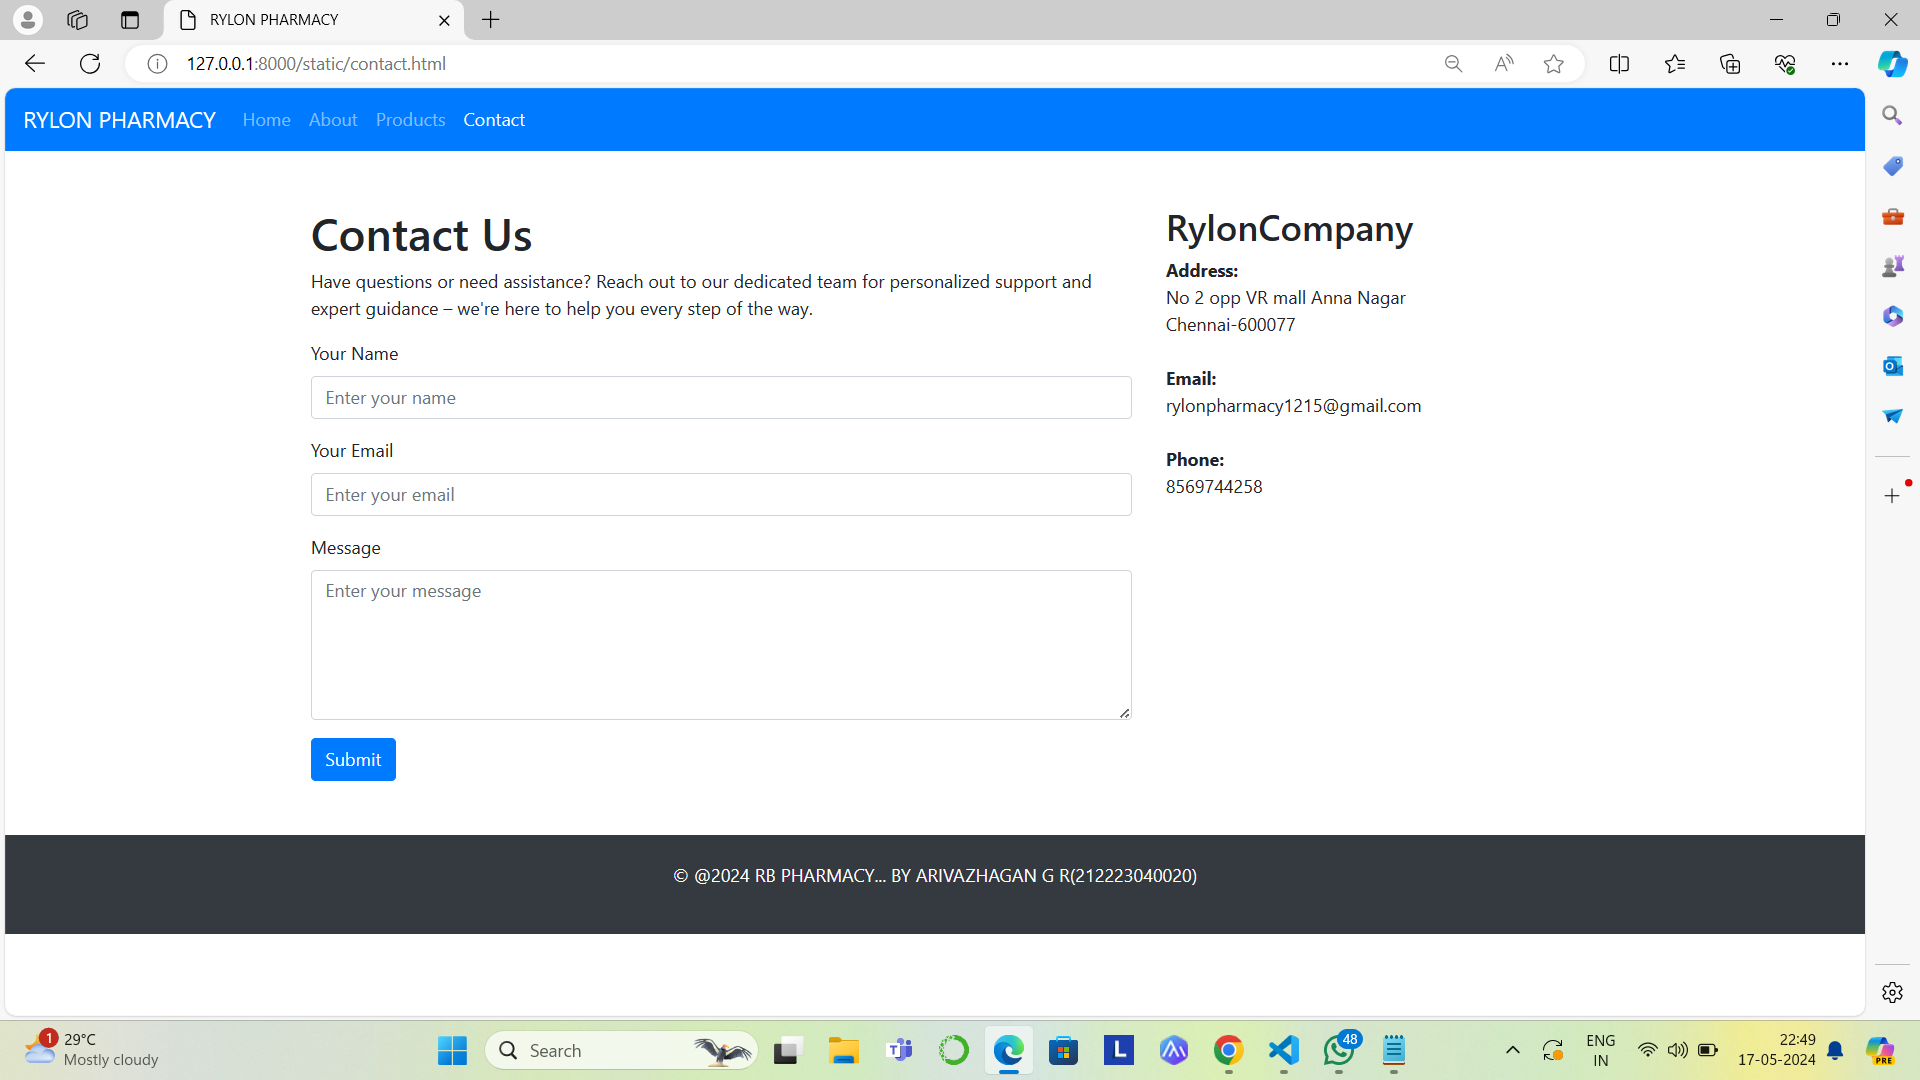 RYLON PHARMACY
127.0.0.1:8000/static/contact.html
RYLON PHARMACY Home About Products Contact
Contact Us
Have questions or need assistance? Reach out to our dedicated team for personalized support and
expert guidance – we're here to help you every step of the way.
Your Name
Enter your name
Your Email
Enter your email
Message
Enter your message
Submit
RylonCompany
Address:
No 2 opp VR mall Anna Nagar
Chennai-600077
Email:
rylonpharmacy1215@gmail.com
Phone:
8569744258
© @2024 RB PHARMACY... BY ARIVAZHAGAN G R(212223040020)
1
29°C
Mostly cloudy
Search
L
48
ENG
IN
22:49
17-05-2024
PRE